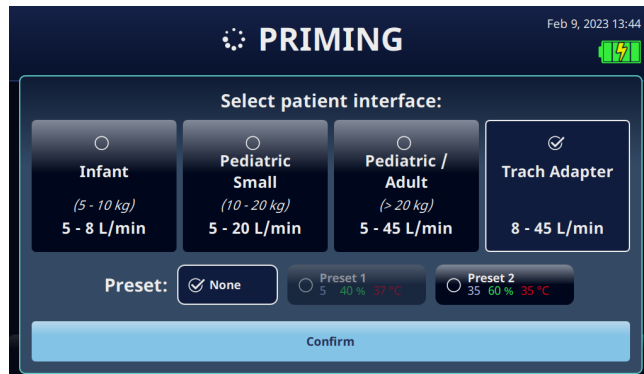 Feb 9, 2023 13:44
PRIMING
Select patient interface:
Infant
(5 - 10 kg)
5 - 8 L/min
Pediatric
Small
(10 - 20 kg)
5 - 20 L/min
Pediatric /
Adult
(> 20 kg)
5 - 45 L/min
Trach Adapter
8 - 45 L/min
Preset:
None
Preset 1
5 40 % 37 °C
Preset 2
35 60 % 35 °C
Confirm